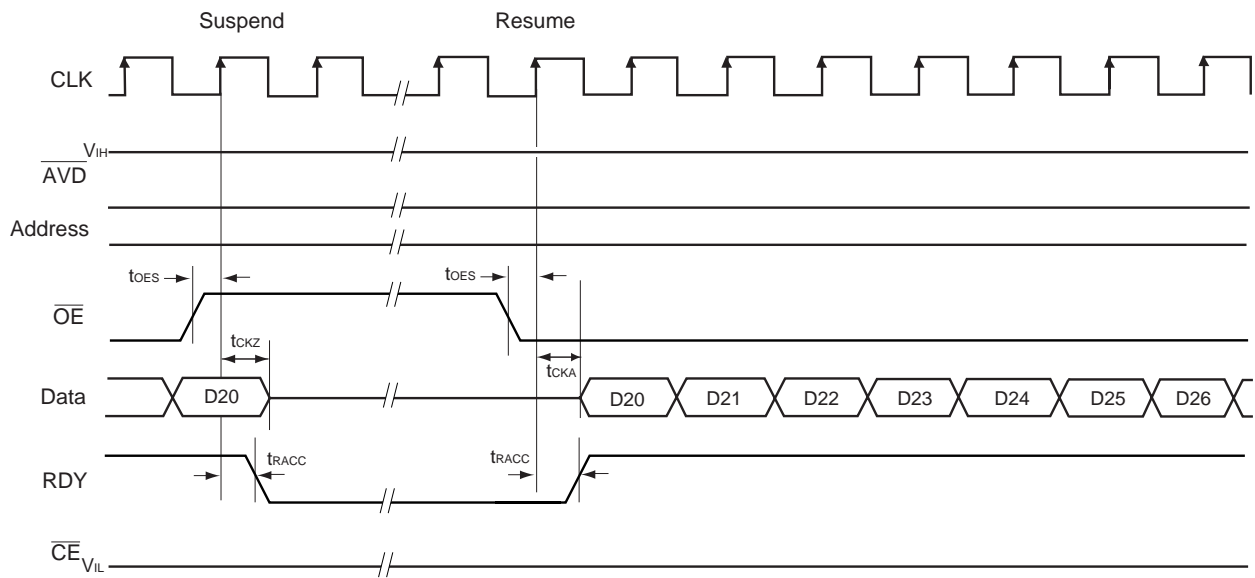 Suspend Resume
CLK
VIH
AVD
Address
tOES tOES
OE
tCKZ
tCKA
Data D20 D20 D21 D22 D23 D24 D25 D26
tRACC tRACC
RDY
CE VIL